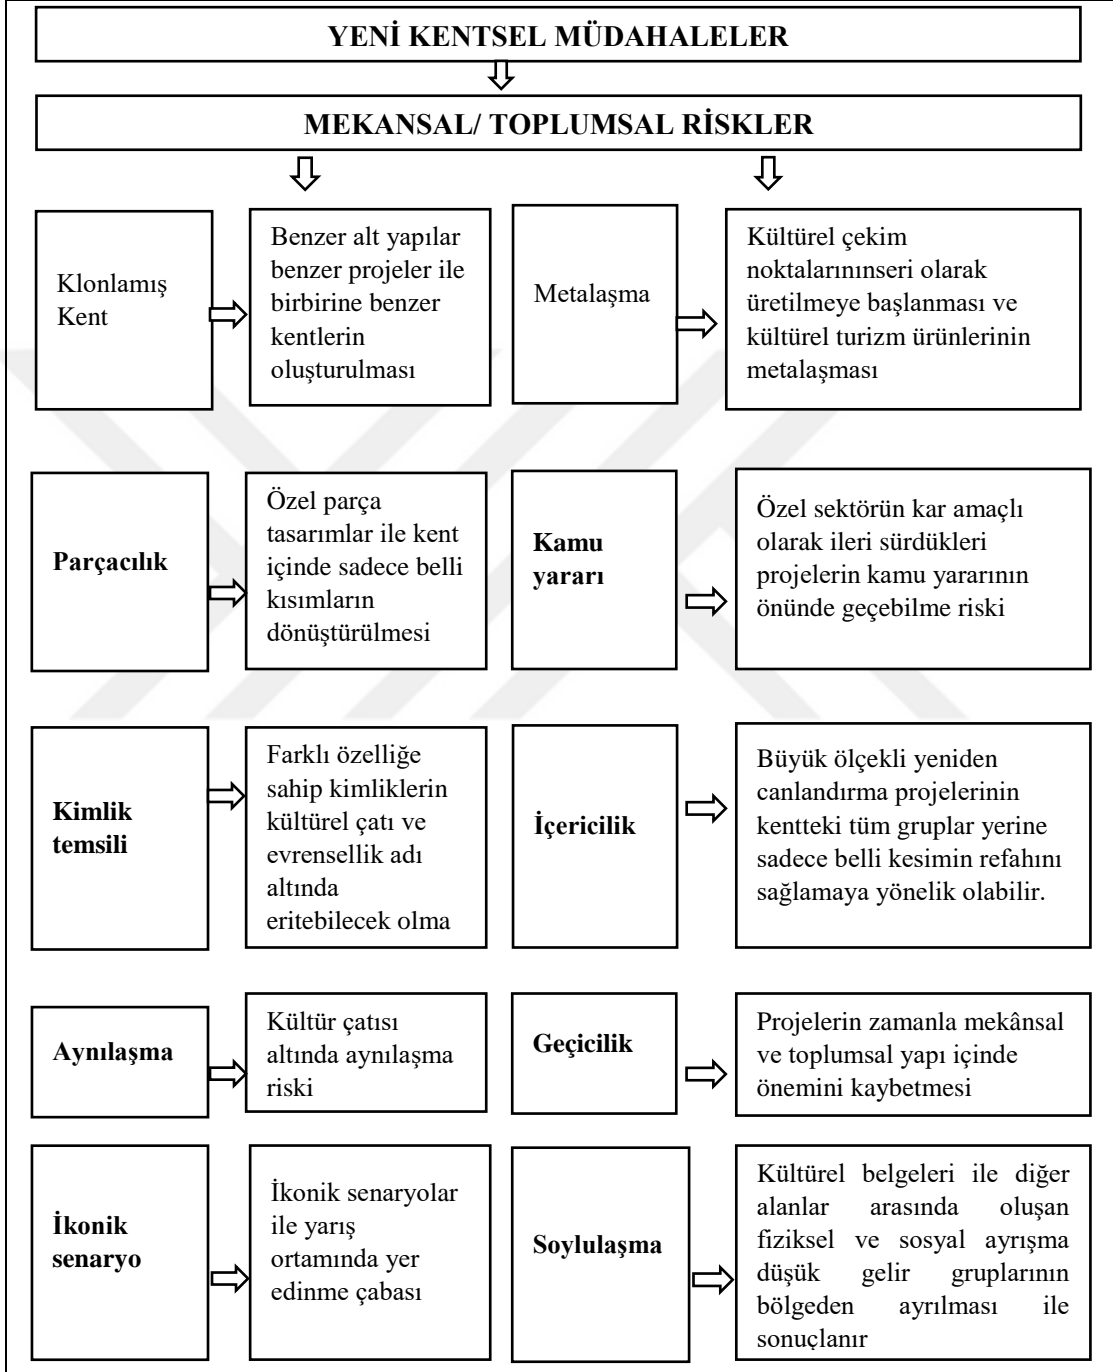 YENİ KENTSEL MÜDAHALELER
MEKANSAL/ TOPLUMSAL RİSKLER
Klonlamış
Kent
Benzer alt yapılar
benzer projeler ile
birbirine benzer
kentlerin
oluşturulması
Metalaşma
Kültürel çekim
noktalarınınseri olarak
üretilmeye başlanması ve
kültürel turizm ürünlerinin
metalaşması
Parçacılık
Özel parça
tasarımlar ile kent
içinde sadece belli
kısımların
dönüştürülmesi
Kamu
yararı
Özel sektörün kar amaçlı
olarak ileri sürdükleri
projelerin kamu yararının
önünde geçebilme riski
Kimlik
temsili
Farklı özelliğe
sahip kimliklerin
kültürel çatı ve
evrensellik adı
altında
eritebilecek olma
İçericilik
Büyük ölçekli yeniden
canlandırma projelerinin
kentteki tüm gruplar yerine
sadece belli kesimin refahını
sağlamaya yönelik olabilir.
Aynılaşma
Kültür çatısı
altında aynılaşma
riski
Geçicilik
Projelerin zamanla mekânsal
ve toplumsal yapı içinde
önemini kaybetmesi
İkonik
senaryo
İkonik senaryolar
ile yarış
ortamında yer
edinme çabası
Soylulaşma
Kültürel belgeleri ile diğer
alanlar arasında oluşan
fiziksel ve sosyal ayrışma
düşük gelir gruplarının
bölgeden ayrılması ile
sonuçlanır